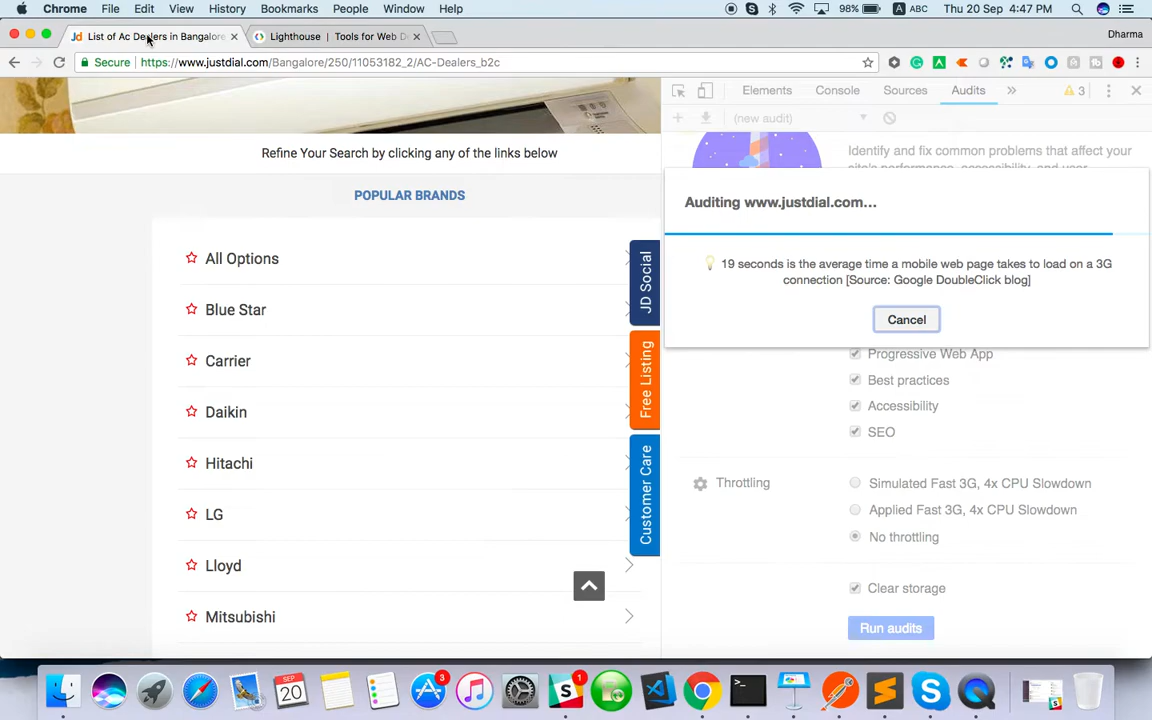 Chrome File Edit View History Bookmarks People Window Help 98% A ABC Thu 20 Sep 4:47 PM
Jd List of Ac Dealers in Bangalore Lighthouse | Tools for Web D Dharma
Secure https://www.justdial.com/Bangalore/250/11053182_2/AC-Dealers_b2c
Elements Console Sources Audits 3
(new audit)
Identify and fix common problems that affect your
Refine Your Search by clicking any of the links below
POPULAR BRANDS
All Options
Blue Star
Carrier
Daikin
Hitachi
LG
Lloyd
Mitsubishi
JD Social
Free Listing
Customer Care
Auditing www.justdial.com...
19 seconds is the average time a mobile web page takes to load on a 3G
connection [Source: Google DoubleClick blog]
Cancel
Progressive Web App
Best practices
Accessibility
SEO
Throttling
Simulated Fast 3G, 4x CPU Slowdown
Applied Fast 3G, 4x CPU Slowdown
No throttling
Clear storage
Run audits
SEP
20
3
1